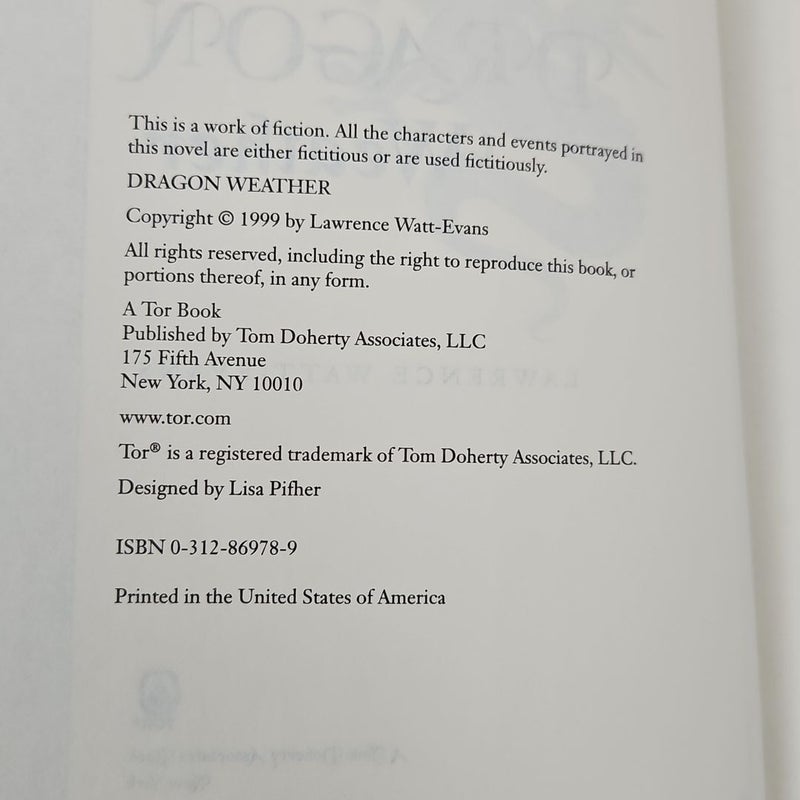 This is a work of fiction. All the characters and events portrayed in
this novel are either fictitious or are used fictitiously.
DRAGON WEATHER
Copyright © 1999 by Lawrence Watt-Evans
All rights reserved, including the right to reproduce this book, or
portions thereof, in any form.
A Tor Book
Published by Tom Doherty Associates, LLC
175 Fifth Avenue
New York, NY 10010
www.tor.com
Tor® is a registered trademark of Tom Doherty Associates, LLC.
Designed by Lisa Pifher
ISBN 0-312-86978-9
Printed in the United States of America